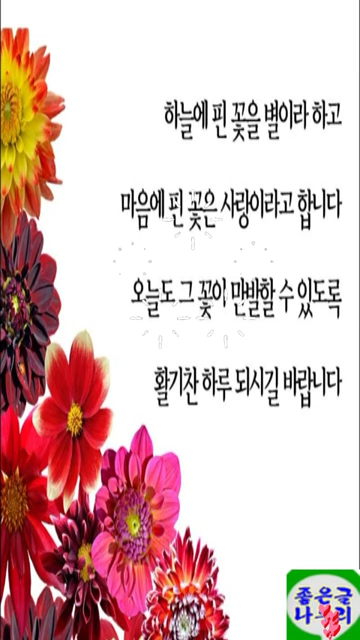 하늘에 핀 꽃을 별이라 하고
마음에 핀 꽃은 사랑이라고 합니다
오늘도 그 꽃이 만발할 수 있도록
활기찬 하루 되시길 바랍니다
좋은글